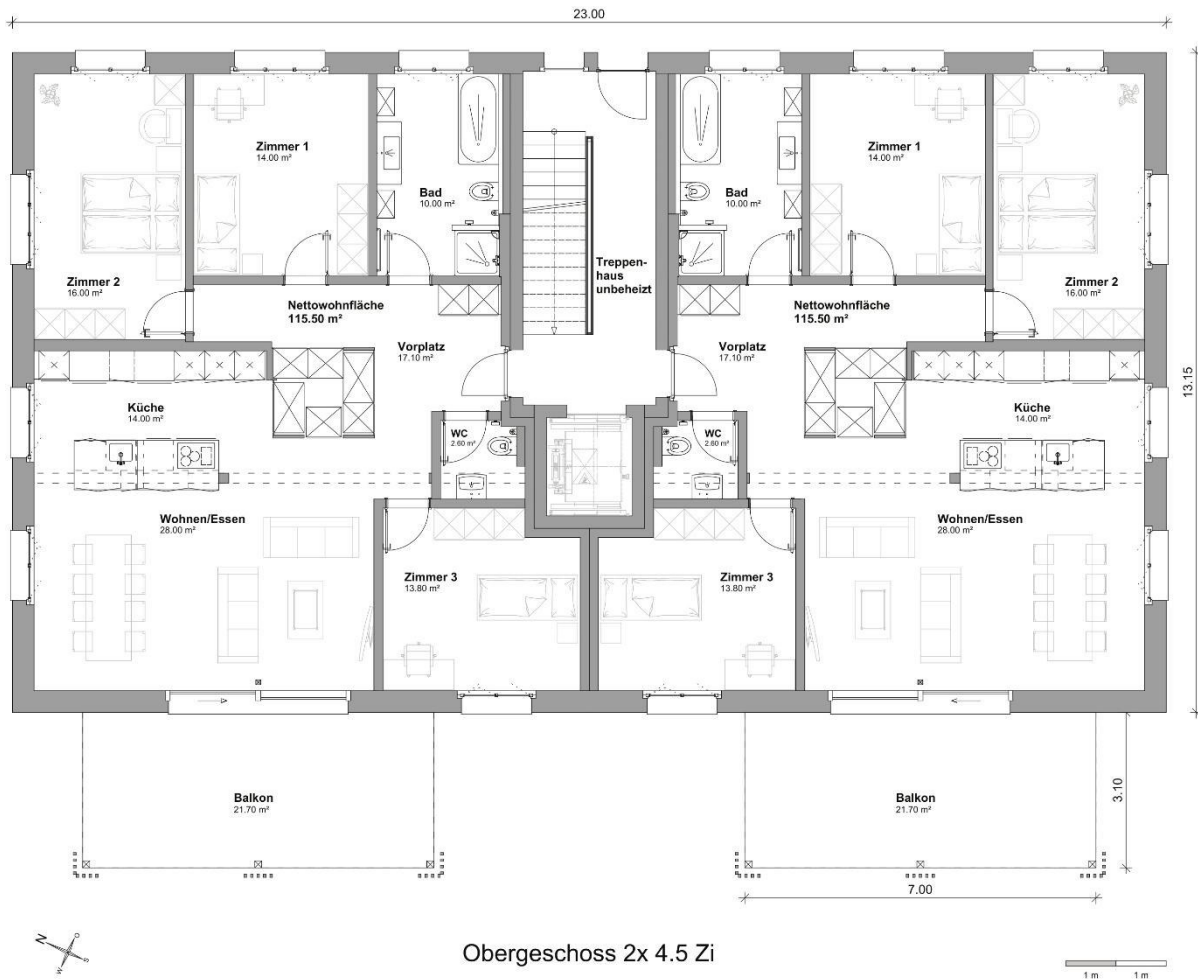 23.00
Zimmer 1
14.00 m²
Bad
10.00 m²
Zimmer 2
16.00 m²
Treppen-
haus
unbeheizt
Bad
10.00 m²
Zimmer 1
14.00 m²
Zimmer 2
16.00 m²
Nettowohnfläche
115.50 m²
Vorplatz
17.10 m²
Nettowohnfläche
115.50 m²
Vorplatz
17.10 m²
13.15
Küche
14.00 m²
WC
2.60 m²
WC
2.60 m²
Küche
14.00 m²
Wohnen/Essen
28.00 m²
Zimmer 3
13.80 m²
Zimmer 3
13.80 m²
Wohnen/Essen
28.00 m²
Balkon
21.70 m²
Balkon
21.70 m²
3.10
7.00
N
O
W
S
Obergeschoss 2x 4.5 Zi
1 m
1 m